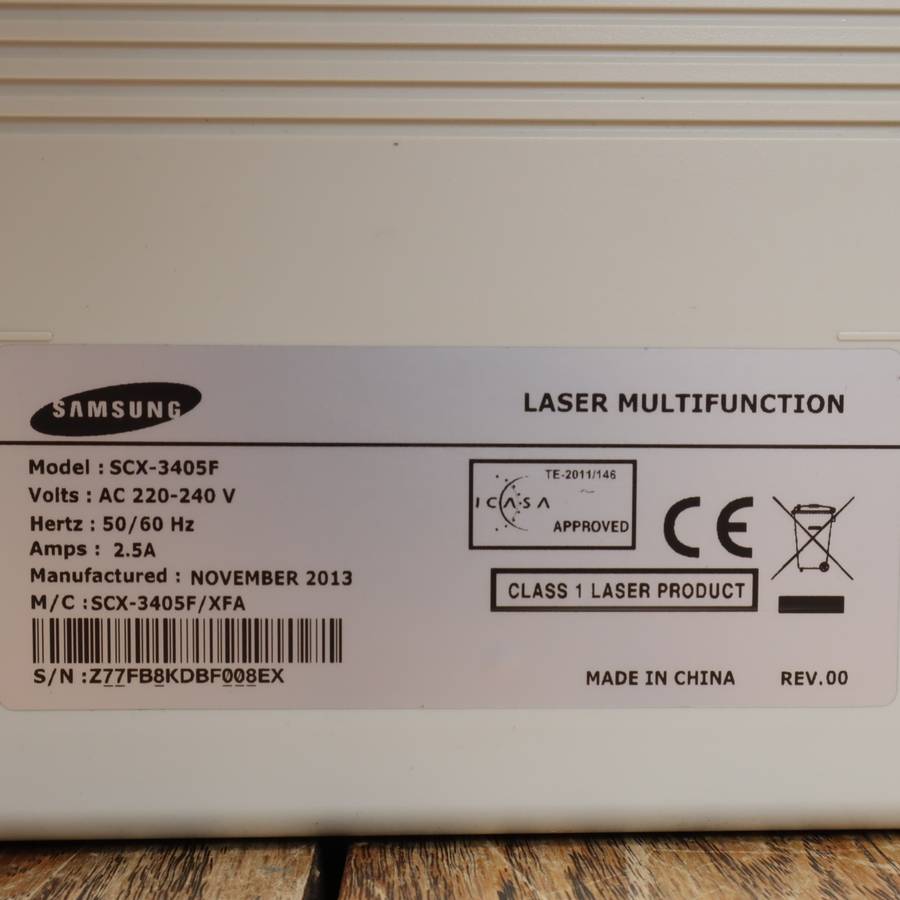 SAMSUNG
LASER MULTIFUNCTION
Model : SCX-3405F
Volts : AC 220-240 V
Hertz : 50/60 Hz
Amps : 2.5A
Manufactured : NOVEMBER 2013
M/C :SCX-3405F/XFA
S/N :Z77FB8KDBF008EX
TE-2011/146
ICASA
APPROVED
CE
CLASS 1 LASER PRODUCT
MADE IN CHINA
REV.00